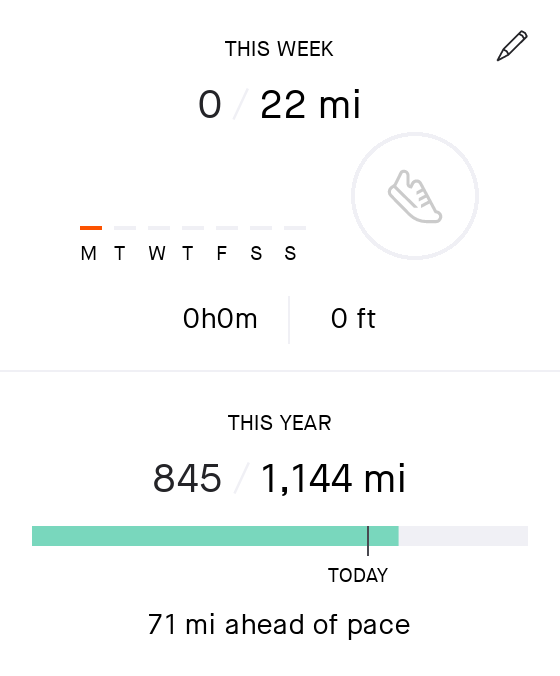 THIS WEEK
0 / 22 mi
M T W T F S S
0h0m 0 ft
THIS YEAR
845 / 1,144 mi
TODAY
71 mi ahead of pace